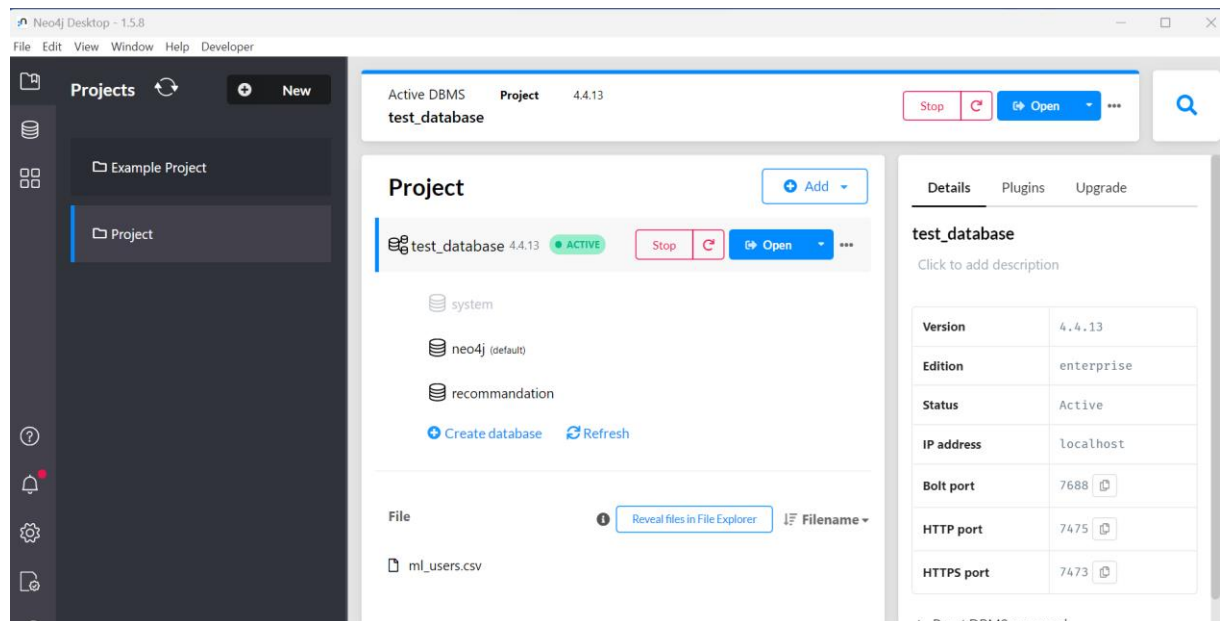 Neo4j Desktop - 1.5.8
File Edit View Window Help Developer
Projects
New
Example Project
Project
Active DBMS Project 4.4.13
test_database
Stop
Open
Project
Add
test_database 4.4.13 ACTIVE Stop Open
system
neo4j (default)
recommandation
Create database Refresh
File Reveal files in File Explorer Filename
ml_users.csv
Details Plugins Upgrade
test_database
Click to add description
Version 4.4.13
Edition enterprise
Status Active
IP address localhost
Bolt port 7688
HTTP port 7475
HTTPS port 7473